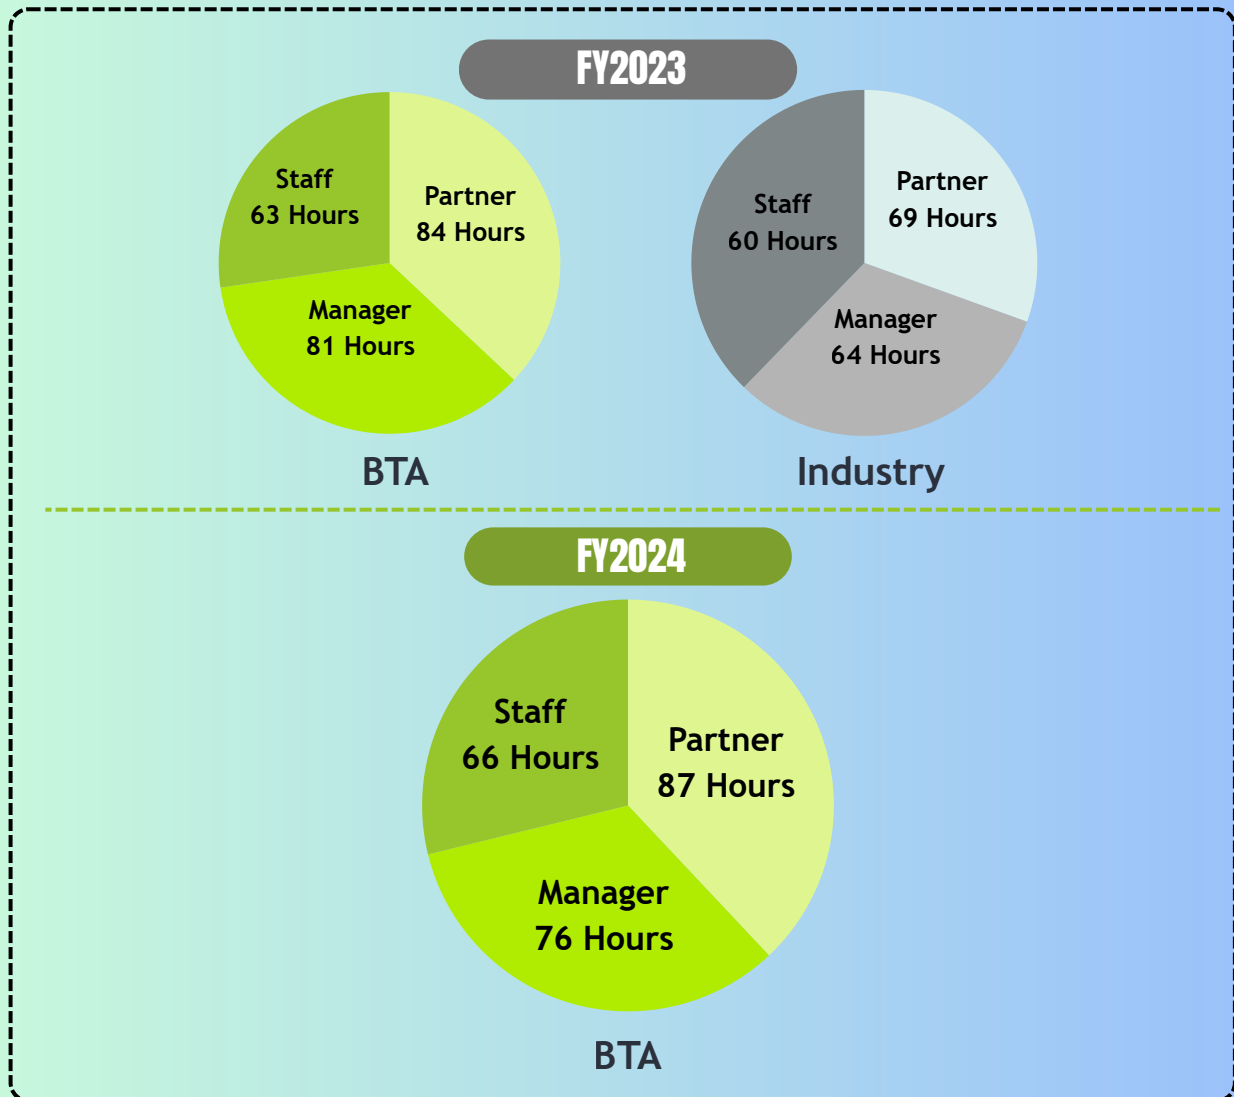 FY2023
Staff
63 Hours
Partner
84 Hours
Manager
81 Hours
BTA
Staff
60 Hours
Partner
69 Hours
Manager
64 Hours
Industry
FY2024
Staff
66 Hours
Partner
87 Hours
Manager
76 Hours
BTA